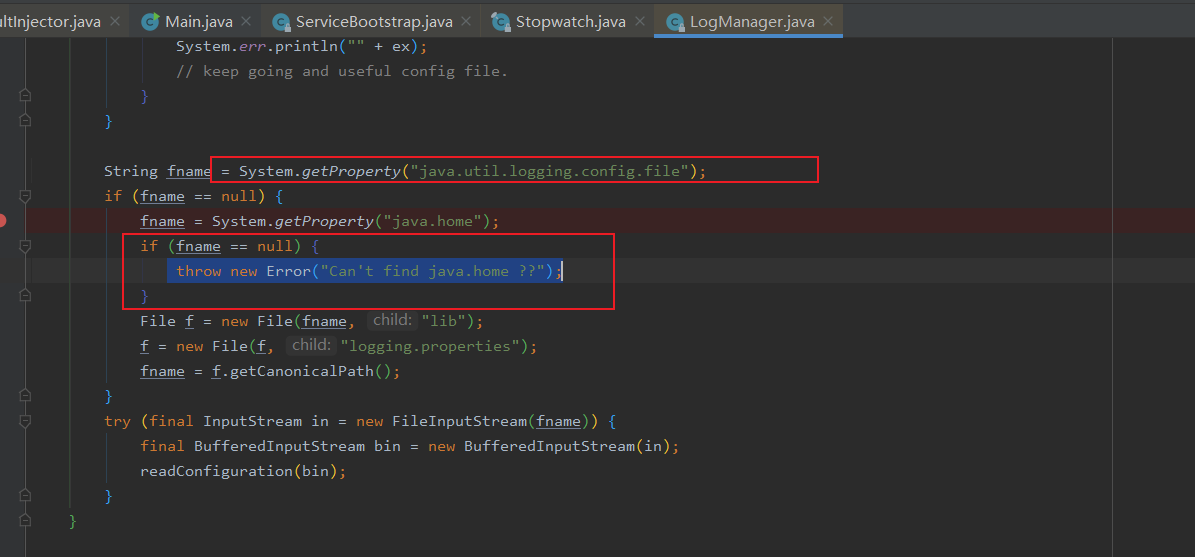 ultInjector.java Main.java ServiceBootstrap.java Stopwatch.java LogManager.java
System.err.println("" + ex);
// keep going and useful config file.
}
}
String fname = System.getProperty("java.util.logging.config.file");
if (fname == null) {
fname = System.getProperty("java.home");
if (fname == null) {
throw new Error("Can't find java.home ??");
}
File f = new File(fname, child: "lib");
f = new File(f, child: "logging.properties");
fname = f.getCanonicalPath();
}
try (final InputStream in = new FileInputStream(fname)) {
final BufferedInputStream bin = new BufferedInputStream(in);
readConfiguration(bin);
}
}